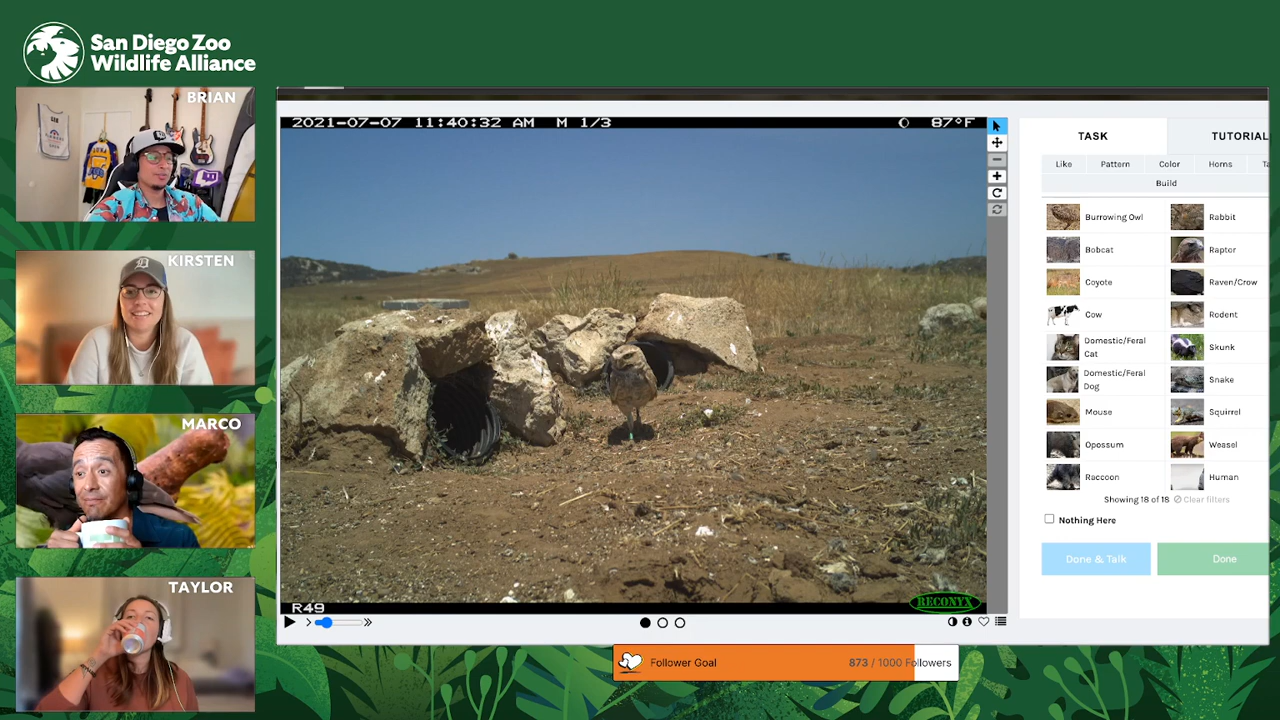 San Diego Zoo
Wildlife Alliance
BRIAN
KIRSTEN
MARCO
TAYLOR
2021-07-07 11:40:32 AM M 1/3 87°F
R49
RECONYX
TASK
TUTORIAL
Like
Pattern
Color
Horns
Build
Burrowing Owl
Rabbit
Bobcat
Raptor
Coyote
Raven/Crow
Cow
Rodent
Domestic/Feral
Cat
Skunk
Domestic/Feral
Dog
Snake
Mouse
Squirrel
Opossum
Weasel
Raccoon
Human
Showing 18 of 18 Clear filters
Nothing Here
Done & Talk
Done
Follower Goal
873 / 1000 Followers